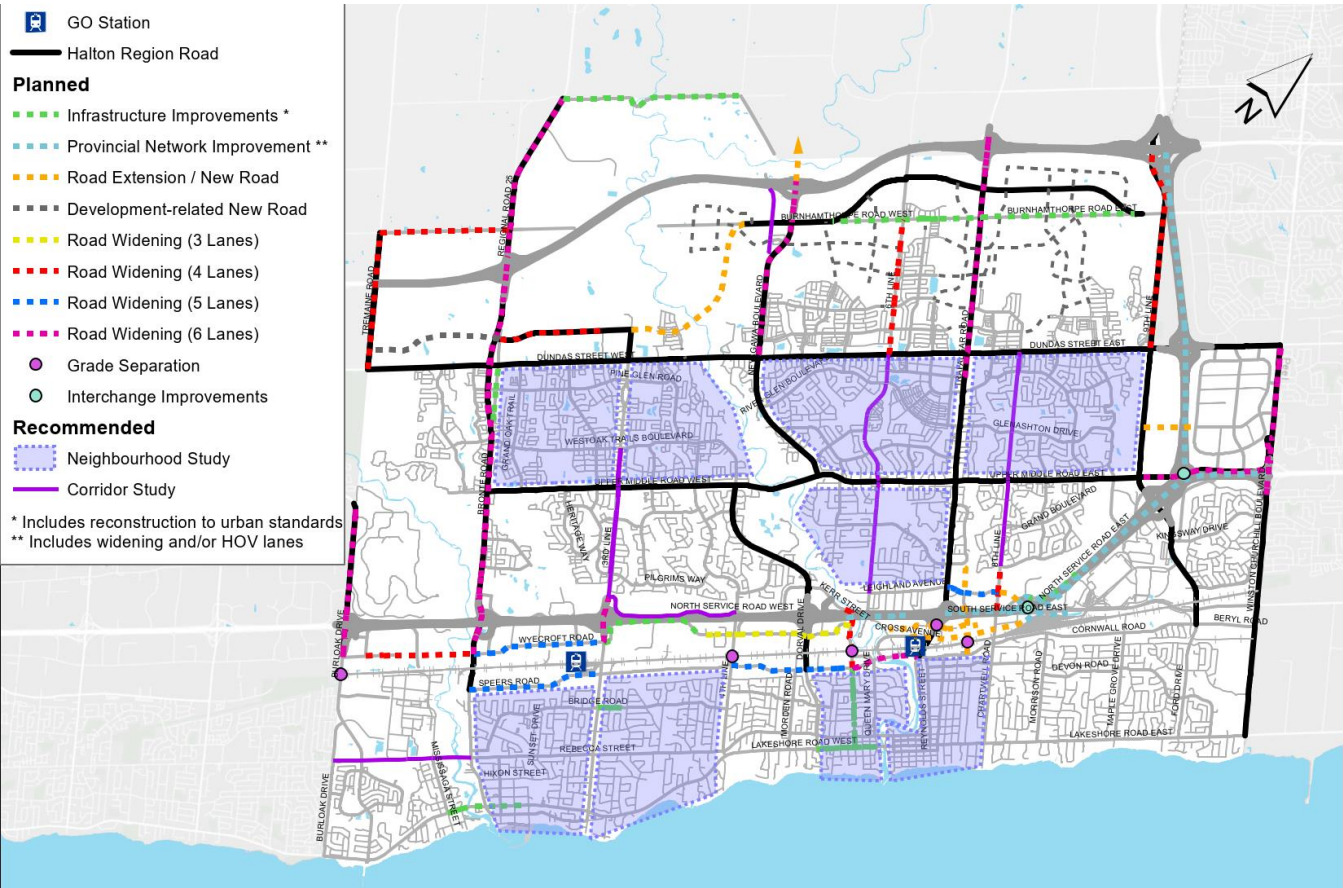 GO Station
Halton Region Road
Planned
Infrastructure Improvements *
Provincial Network Improvement **
Road Extension / New Road
Development-related New Road
Road Widening (3 Lanes)
Road Widening (4 Lanes)
Road Widening (5 Lanes)
Road Widening (6 Lanes)
Grade Separation
Interchange Improvements
Recommended
Neighbourhood Study
Corridor Study
* Includes reconstruction to urban standards
** Includes widening and/or HOV lanes
N
REGIONAL ROAD 25
BURNHAMTHORPE ROAD WEST
BURNHAMTHORPE ROAD EAST
TREMAINE ROAD
NEYAGAWA BOULEVARD
6TH LINE
TRAFALGAR ROAD
9TH LINE
DUNDAS STREET WEST
DUNDAS STREET EAST
PINE GLEN ROAD
RIVER GLEN BOULEVARD
GRAND OAK TRAIL
WESTOAK TRAILS BOULEVARD
GLENASHTON DRIVE
UPPER MIDDLE ROAD WEST
UPPER MIDDLE ROAD EAST
BRONTE ROAD
HERITAGE WAY
3RD LINE
GRAND BOULEVARD
8TH LINE
NORTH SERVICE ROAD EAST
KINGSWAY DRIVE
WINSTON CHURCHILL BOULEVARD
PILGRIMS WAY
LEIGHLAND AVENUE
KERR STREET
NORTH SERVICE ROAD WEST
SOUTH SERVICE ROAD EAST
BURLOAK DRIVE
WYECROFT ROAD
DORVAL DRIVE
CROSS AVENUE
CORNWALL ROAD
BERYL ROAD
SPEERS ROAD
4TH LINE
DEVON ROAD
BRIDGE ROAD
SUNSET DRIVE
MORDEN ROAD
QUEEN MARY DRIVE
REYNOLDS STREET
CHARTWELL ROAD
MORRISON ROAD
MAPLE GROVE DRIVE
FORD DRIVE
REBECCA STREET
LAKESHORE ROAD WEST
LAKESHORE ROAD EAST
HIXON STREET
MISSISSAGA STREET
BURLOAK DRIVE